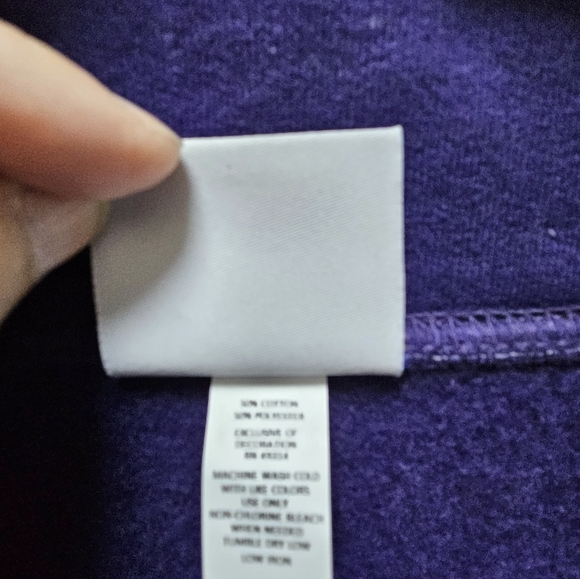 50% COTTON
50% POLYESTER
EXCLUSIVE OF
DECORATION
RN
MACHINE WASH COLD
WITH LIKE COLORS
USE ONLY
NON-CHLORINE BLEACH
WHEN NEEDED
TUMBLE DRY LOW
LOW IRON